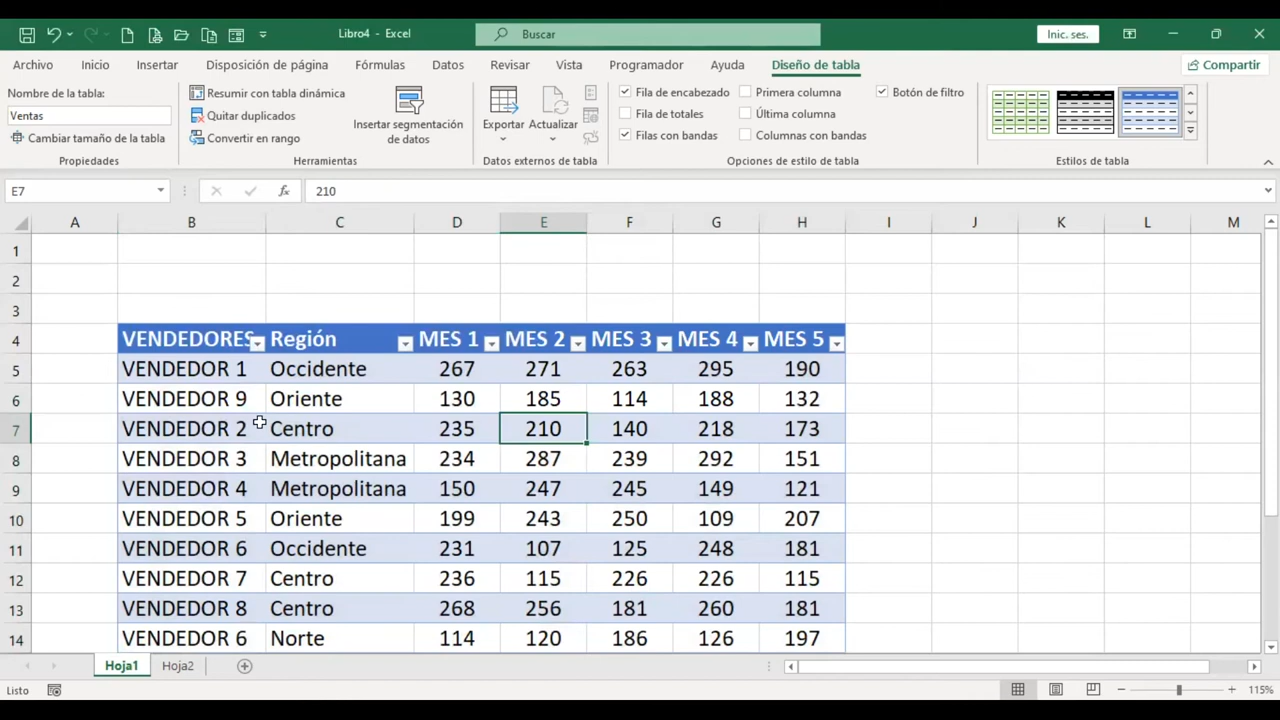 Libro4 - Excel
Buscar
Inic. ses.
Archivo Inicio Insertar Disposición de página Fórmulas Datos Revisar Vista Programador Ayuda Diseño de tabla Compartir
Nombre de la tabla:
Ventas
Cambiar tamaño de la tabla
Propiedades
Resumir con tabla dinámica
Quitar duplicados
Convertir en rango
Insertar segmentación
de datos
Herramientas
Exportar Actualizar
Datos externos de tabla
Fila de encabezado Primera columna Botón de filtro
Fila de totales Última columna
Filas con bandas Columnas con bandas
Opciones de estilo de tabla
Estilos de tabla
E7 fx 210
A B C D E F G H I J K L M
1
2
3
4 VENDEDORES Región MES 1 MES 2 MES 3 MES 4 MES 5
5 VENDEDOR 1 Occidente 267 271 263 295 190
6 VENDEDOR 9 Oriente 130 185 114 188 132
7 VENDEDOR 2 Centro 235 210 140 218 173
8 VENDEDOR 3 Metropolitana 234 287 239 292 151
9 VENDEDOR 4 Metropolitana 150 247 245 149 121
10 VENDEDOR 5 Oriente 199 243 250 109 207
11 VENDEDOR 6 Occidente 231 107 125 248 181
12 VENDEDOR 7 Centro 236 115 226 226 115
13 VENDEDOR 8 Centro 268 256 181 260 181
14 VENDEDOR 6 Norte 114 120 186 126 197
Hoja1 Hoja2
Listo
115%